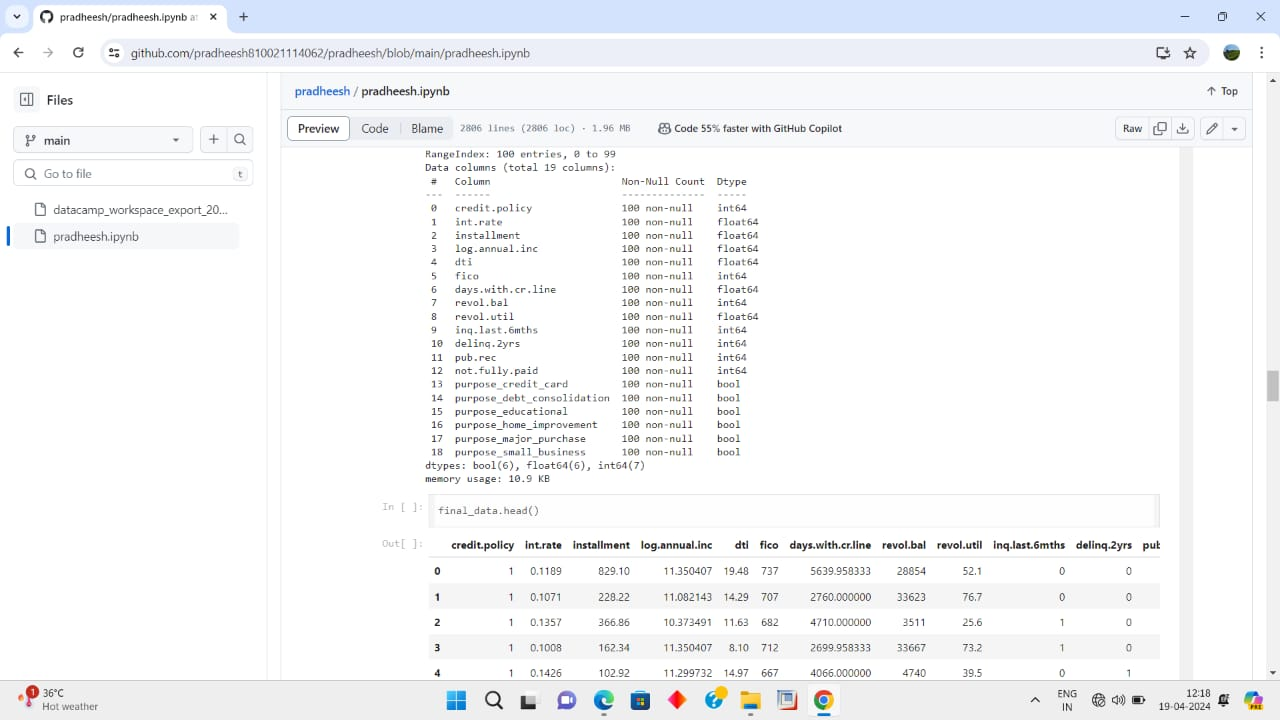 pradheesh/pradheesh.ipynb at
github.com/pradheesh810021114062/pradheesh/blob/main/pradheesh.ipynb
Files
pradheesh / pradheesh.ipynb
Top
main
Preview Code Blame 2806 lines (2806 loc) · 1.96 MB Code 55% faster with GitHub Copilot Raw
Go to file t
datacamp_workspace_export_20...
pradheesh.ipynb
RangeIndex: 100 entries, 0 to 99
Data columns (total 19 columns):
# Column Non-Null Count Dtype
--- ------ -------------- -----
0 credit.policy 100 non-null int64
1 int.rate 100 non-null float64
2 installment 100 non-null float64
3 log.annual.inc 100 non-null float64
4 dti 100 non-null float64
5 fico 100 non-null int64
6 days.with.cr.line 100 non-null float64
7 revol.bal 100 non-null int64
8 revol.util 100 non-null float64
9 inq.last.6mths 100 non-null int64
10 delinq.2yrs 100 non-null int64
11 pub.rec 100 non-null int64
12 not.fully.paid 100 non-null int64
13 purpose_credit_card 100 non-null bool
14 purpose_debt_consolidation 100 non-null bool
15 purpose_educational 100 non-null bool
16 purpose_home_improvement 100 non-null bool
17 purpose_major_purchase 100 non-null bool
18 purpose_small_business 100 non-null bool
dtypes: bool(6), float64(6), int64(7)
memory usage: 10.9 KB
In [ ]: final_data.head()
Out[ ]: credit.policy int.rate installment log.annual.inc dti fico days.with.cr.line revol.bal revol.util inq.last.6mths delinq.2yrs pub
0 1 0.1189 829.10 11.350407 19.48 737 5639.958333 28854 52.1 0 0
1 1 0.1071 228.22 11.082143 14.29 707 2760.000000 33623 76.7 0 0
2 1 0.1357 366.86 10.373491 11.63 682 4710.000000 3511 25.6 1 0
3 1 0.1008 162.34 11.350407 8.10 712 2699.958333 33667 73.2 1 0
4 1 0.1426 102.92 11.299732 14.97 667 4066.000000 4740 39.5 0 1
1 36°C
Hot weather
ENG
IN
12:18
19-04-2024
PRE